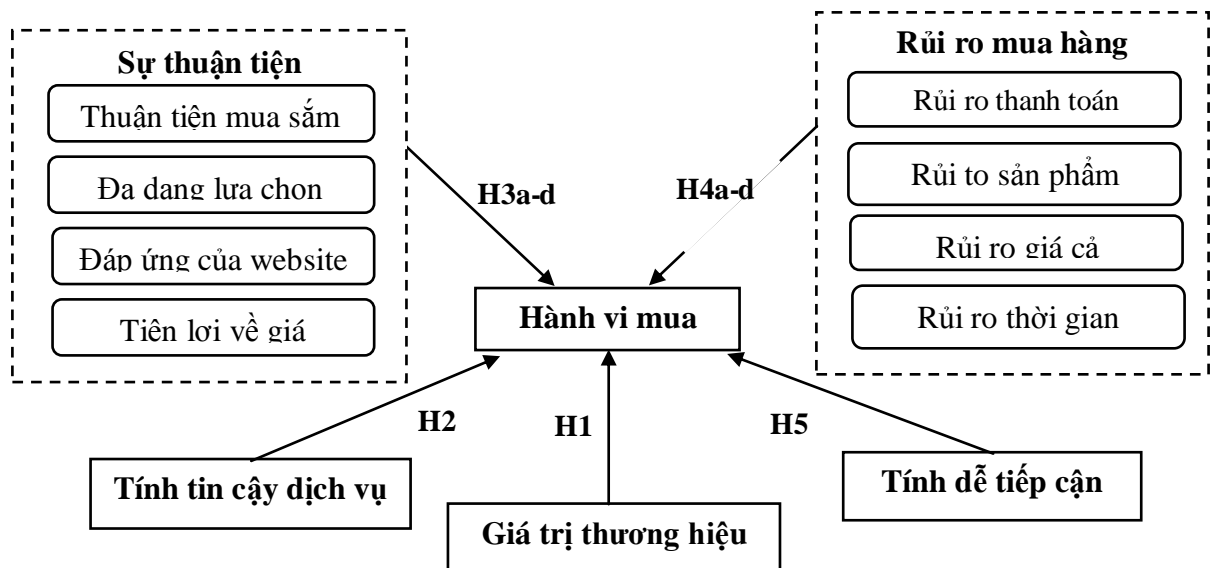 Sự thuận tiện
Thuận tiện mua sắm
Đa dạng lựa chọn
Đáp ứng của website
Tiện lợi về giá
Rủi ro mua hàng
Rủi ro thanh toán
Rủi to sản phẩm
Rủi ro giá cả
Rủi ro thời gian
H3a-d
H4a-d
Hành vi mua
H2
H1
H5
Tính tin cậy dịch vụ
Giá trị thương hiệu
Tính dễ tiếp cận